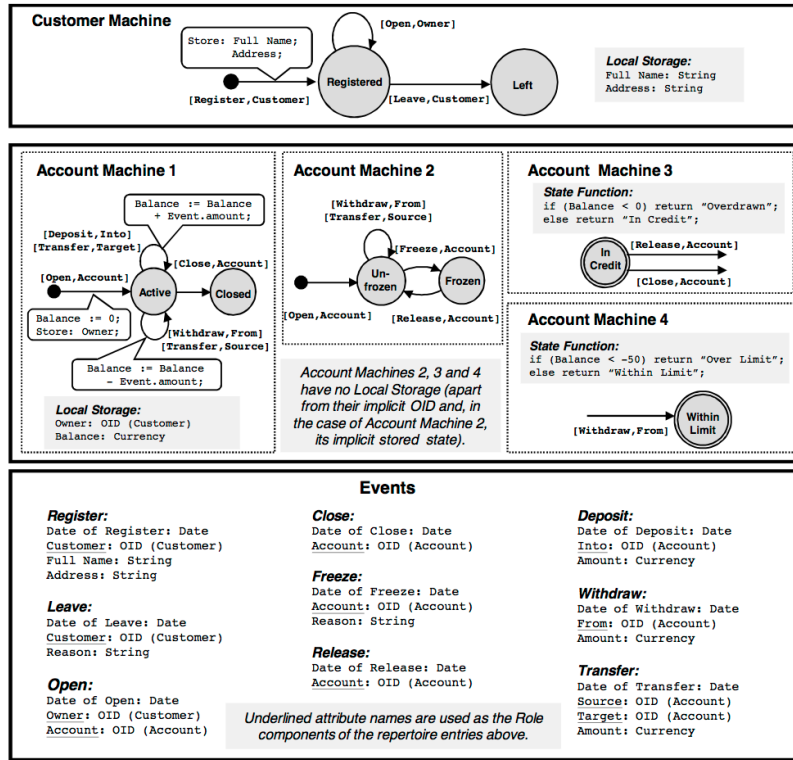 Customer Machine
Store: Full Name;
Address;
[Open,Owner]
Registered
Left
[Register,Customer]
[Leave,Customer]
Local Storage:
Full Name: String
Address: String
Account Machine 1
Balance := Balance
+ Event.amount;
[Deposit,Into]
[Transfer,Target]
[Close,Account]
[Open,Account]
Active
Closed
Balance := 0;
Store: Owner;
[Withdraw,From]
[Transfer,Source]
Balance := Balance
- Event.amount;
Local Storage:
Owner: OID (Customer)
Balance: Currency
Account Machine 2
[Withdraw,From]
[Transfer,Source]
[Freeze,Account]
Un-
frozen
Frozen
[Open,Account]
[Release,Account]
Account Machines 2, 3 and 4
have no Local Storage (apart
from their implicit OID and, in
the case of Account Machine 2,
its implicit stored state).
Account Machine 3
State Function:
if (Balance < 0) return “Overdrawn”;
else return “In Credit”;
In
Credit
[Release,Account]
[Close,Account]
Account Machine 4
State Function:
if (Balance < -50) return “Over Limit”;
else return “Within Limit”;
Within
Limit
[Withdraw,From]
Events
Register:
Date of Register: Date
Customer: OID (Customer)
Full Name: String
Address: String
Leave:
Date of Leave: Date
Customer: OID (Customer)
Reason: String
Open:
Date of Open: Date
Owner: OID (Customer)
Account: OID (Account)
Close:
Date of Close: Date
Account: OID (Account)
Freeze:
Date of Freeze: Date
Account: OID (Account)
Reason: String
Release:
Date of Release: Date
Account: OID (Account)
Deposit:
Date of Deposit: Date
Into: OID (Account)
Amount: Currency
Withdraw:
Date of Withdraw: Date
From: OID (Account)
Amount: Currency
Transfer:
Date of Transfer: Date
Source: OID (Account)
Target: OID (Account)
Amount: Currency
Underlined attribute names are used as the Role
components of the repertoire entries above.